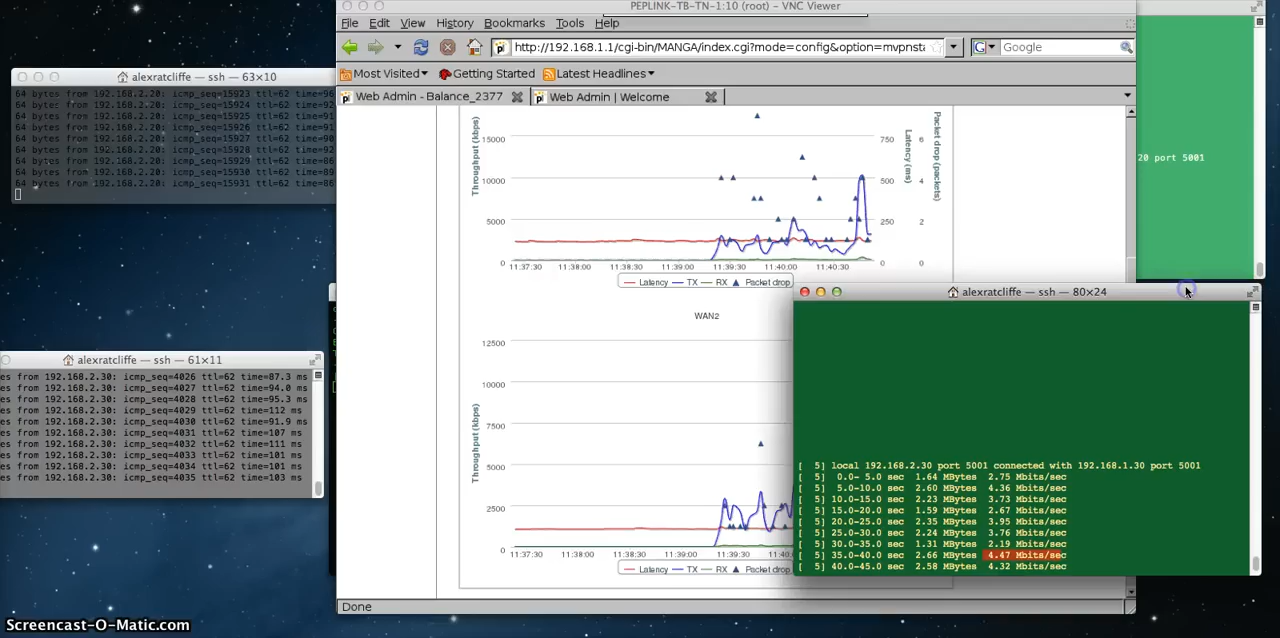 PEPLINK-TB-TN-1:10 (root) – VNC Viewer
File Edit View History Bookmarks Tools Help
http://192.168.1.1/cgi-bin/MANGA/index.cgi?mode=config&option=mvpnsta
Google
Most Visited Getting Started Latest Headlines
Web Admin - Balance_2377
Web Admin | Welcome
alexratcliffe — ssh — 63×10
64 bytes from 192.168.2.20: icmp_seq=15923 ttl=62 time=96
64 bytes from 192.168.2.20: icmp_seq=15924 ttl=62 time=92
64 bytes from 192.168.2.20: icmp_seq=15925 ttl=62 time=91
64 bytes from 192.168.2.20: icmp_seq=15926 ttl=62 time=91
64 bytes from 192.168.2.20: icmp_seq=15927 ttl=62 time=90
64 bytes from 192.168.2.20: icmp_seq=15928 ttl=62 time=92
64 bytes from 192.168.2.20: icmp_seq=15929 ttl=62 time=86
64 bytes from 192.168.2.20: icmp_seq=15930 ttl=62 time=89
64 bytes from 192.168.2.20: icmp_seq=15931 ttl=62 time=86
Throughput (kbps)
15000
10000
5000
0
750
500
250
0
Latency (ms)
6
4
2
0
Packet drop (packets)
11:37:30 11:38:00 11:38:30 11:39:00 11:39:30 11:40:00 11:40:30
Latency TX RX Packet drop
20 port 5001
WAN2
Throughput (kbps)
12500
10000
7500
5000
2500
0
11:37:30 11:38:00 11:38:30 11:39:00 11:39:30 11:40:0
Latency TX RX Packet drop
alexratcliffe — ssh — 61×11
es from 192.168.2.30: icmp_seq=4026 ttl=62 time=87.3 ms
es from 192.168.2.30: icmp_seq=4027 ttl=62 time=94.0 ms
es from 192.168.2.30: icmp_seq=4028 ttl=62 time=95.3 ms
es from 192.168.2.30: icmp_seq=4029 ttl=62 time=112 ms
es from 192.168.2.30: icmp_seq=4030 ttl=62 time=91.9 ms
es from 192.168.2.30: icmp_seq=4031 ttl=62 time=107 ms
es from 192.168.2.30: icmp_seq=4032 ttl=62 time=111 ms
es from 192.168.2.30: icmp_seq=4033 ttl=62 time=101 ms
es from 192.168.2.30: icmp_seq=4034 ttl=62 time=101 ms
es from 192.168.2.30: icmp_seq=4035 ttl=62 time=103 ms
alexratcliffe — ssh — 80×24
[ 5] local 192.168.2.30 port 5001 connected with 192.168.1.30 port 5001
[ 5] 0.0- 5.0 sec 1.64 MBytes 2.75 Mbits/sec
[ 5] 5.0-10.0 sec 2.60 MBytes 4.36 Mbits/sec
[ 5] 10.0-15.0 sec 2.23 MBytes 3.73 Mbits/sec
[ 5] 15.0-20.0 sec 1.59 MBytes 2.67 Mbits/sec
[ 5] 20.0-25.0 sec 2.35 MBytes 3.95 Mbits/sec
[ 5] 25.0-30.0 sec 2.24 MBytes 3.76 Mbits/sec
[ 5] 30.0-35.0 sec 1.31 MBytes 2.19 Mbits/sec
[ 5] 35.0-40.0 sec 2.66 MBytes 4.47 Mbits/sec
[ 5] 40.0-45.0 sec 2.58 MBytes 4.32 Mbits/sec
Done
Screencast-O-Matic.com